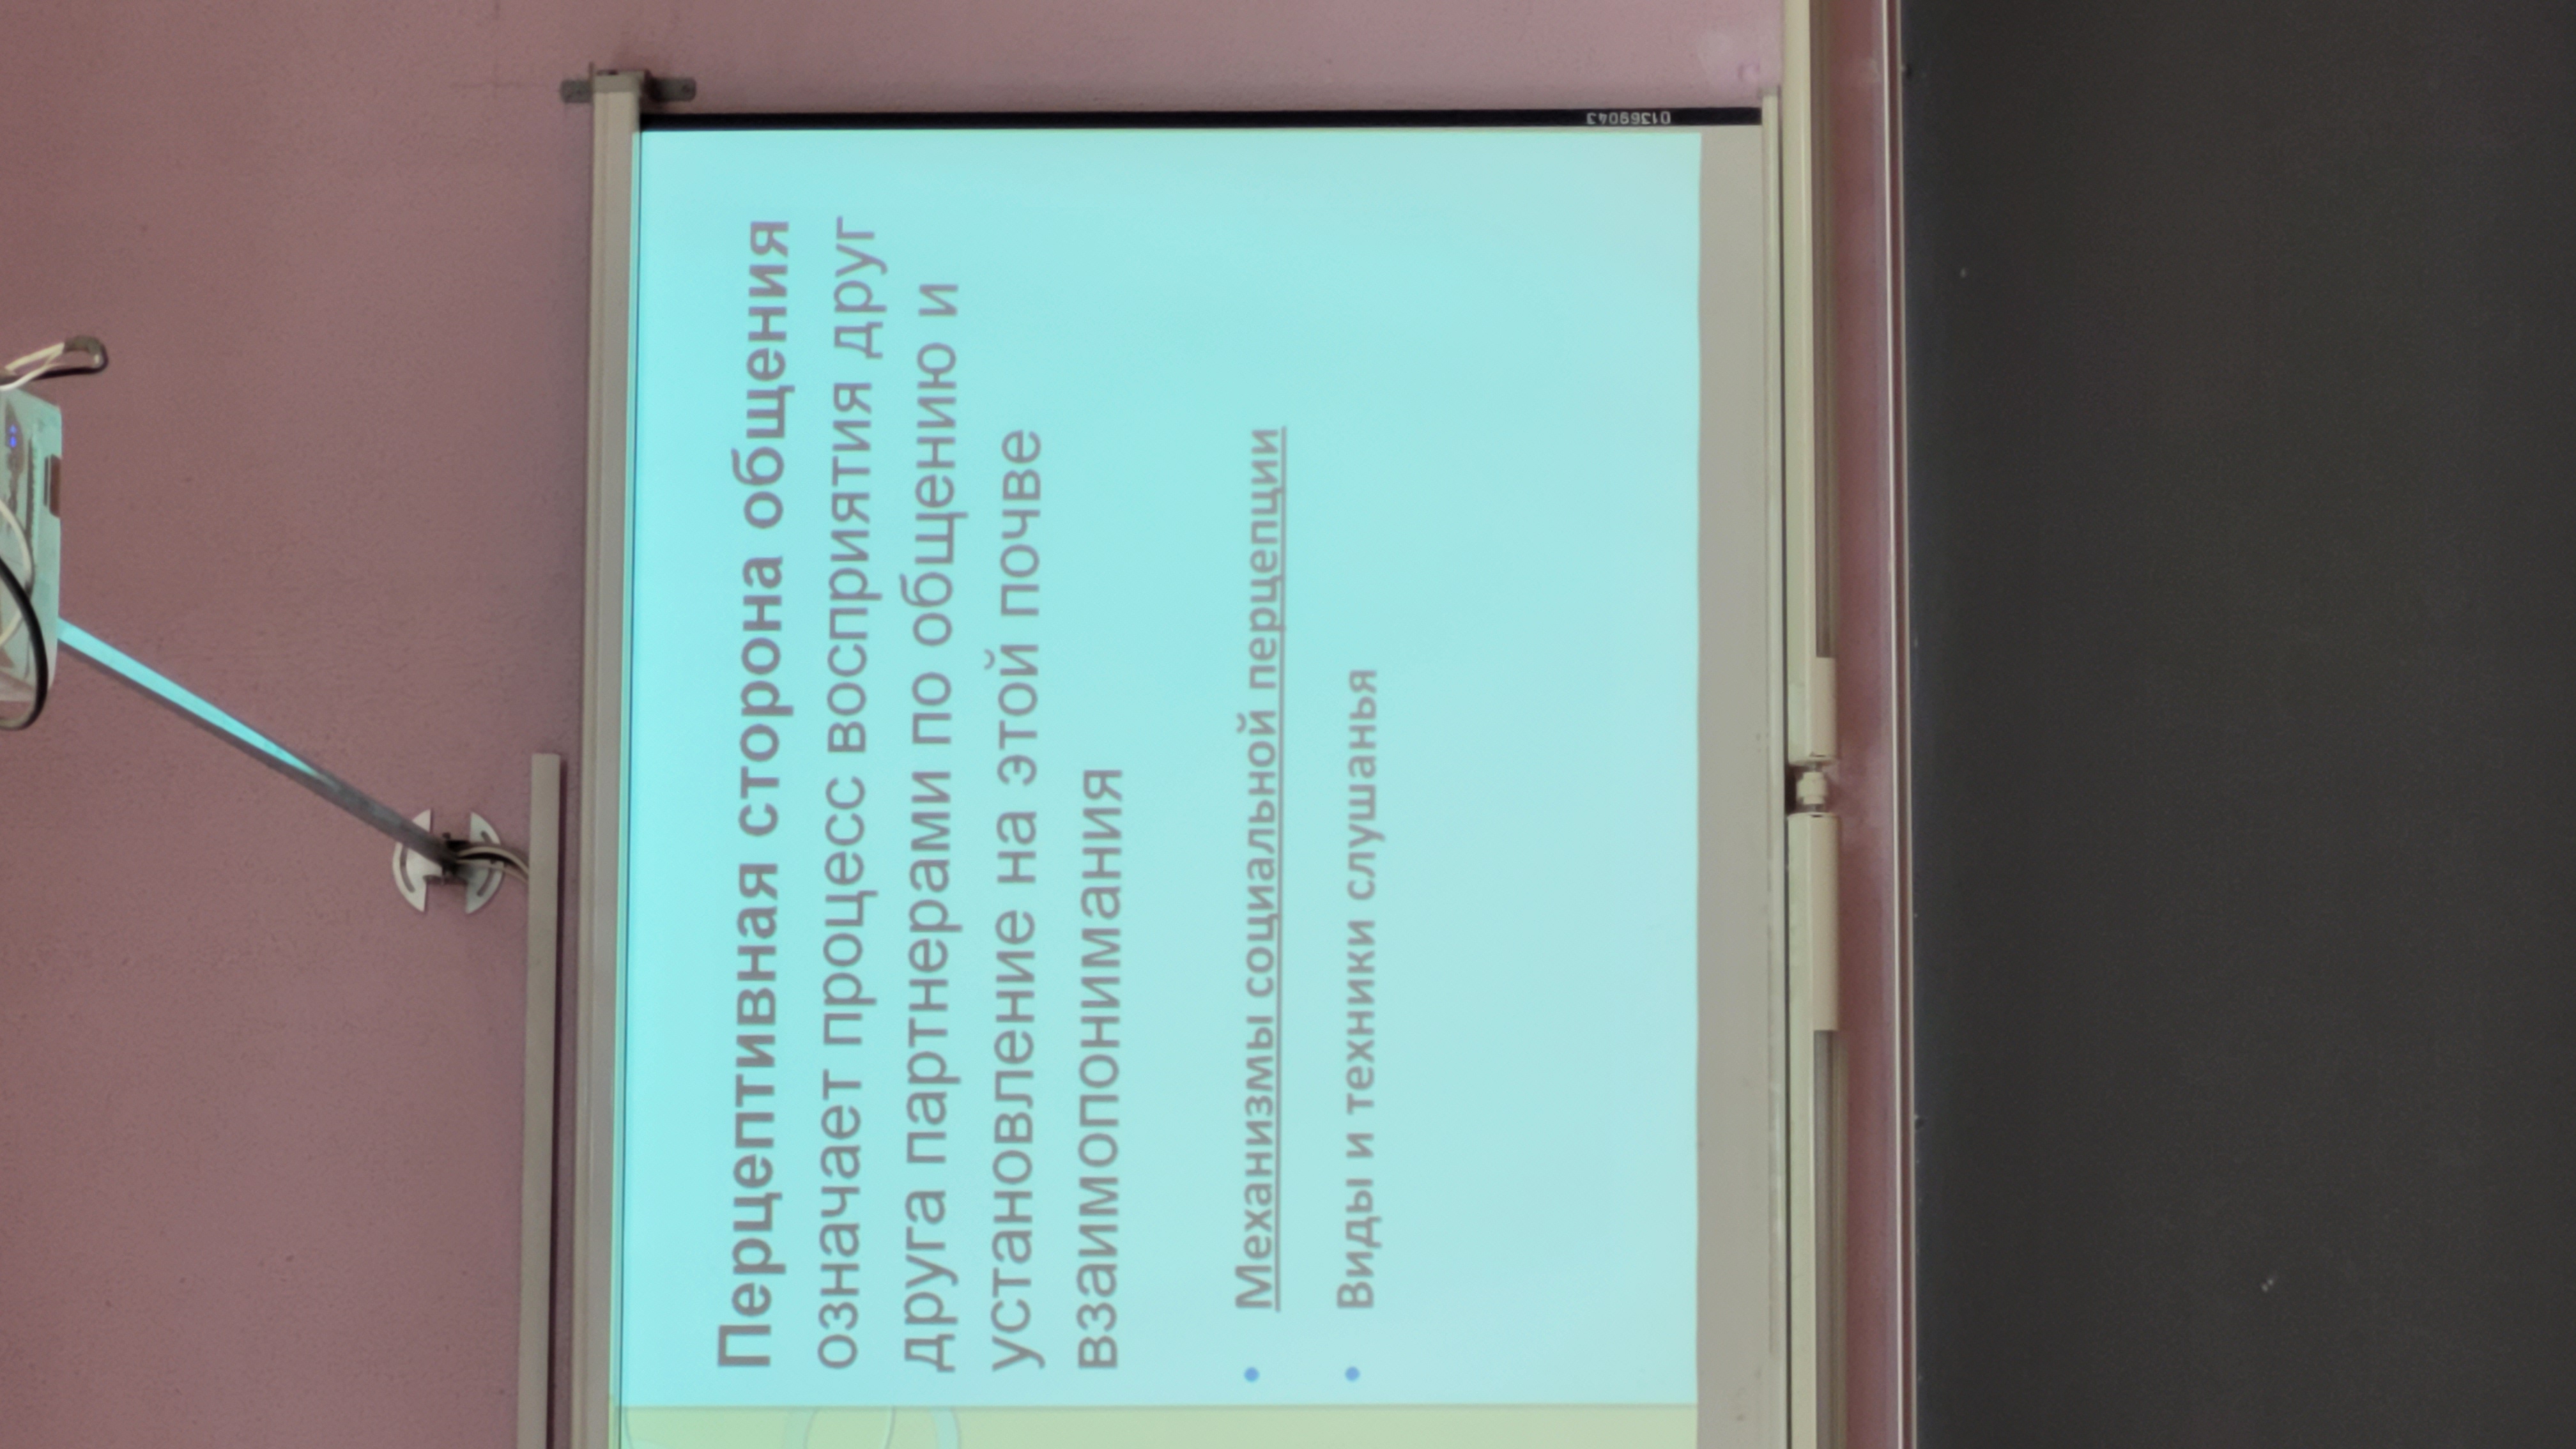 Перцептивная сторона общения
означает процесс восприятия друг
друга партнерами по общению и
установление на этой почве
взаимопонимания
• Механизмы социальной перцепции
• Виды и техники слушанья
01369043